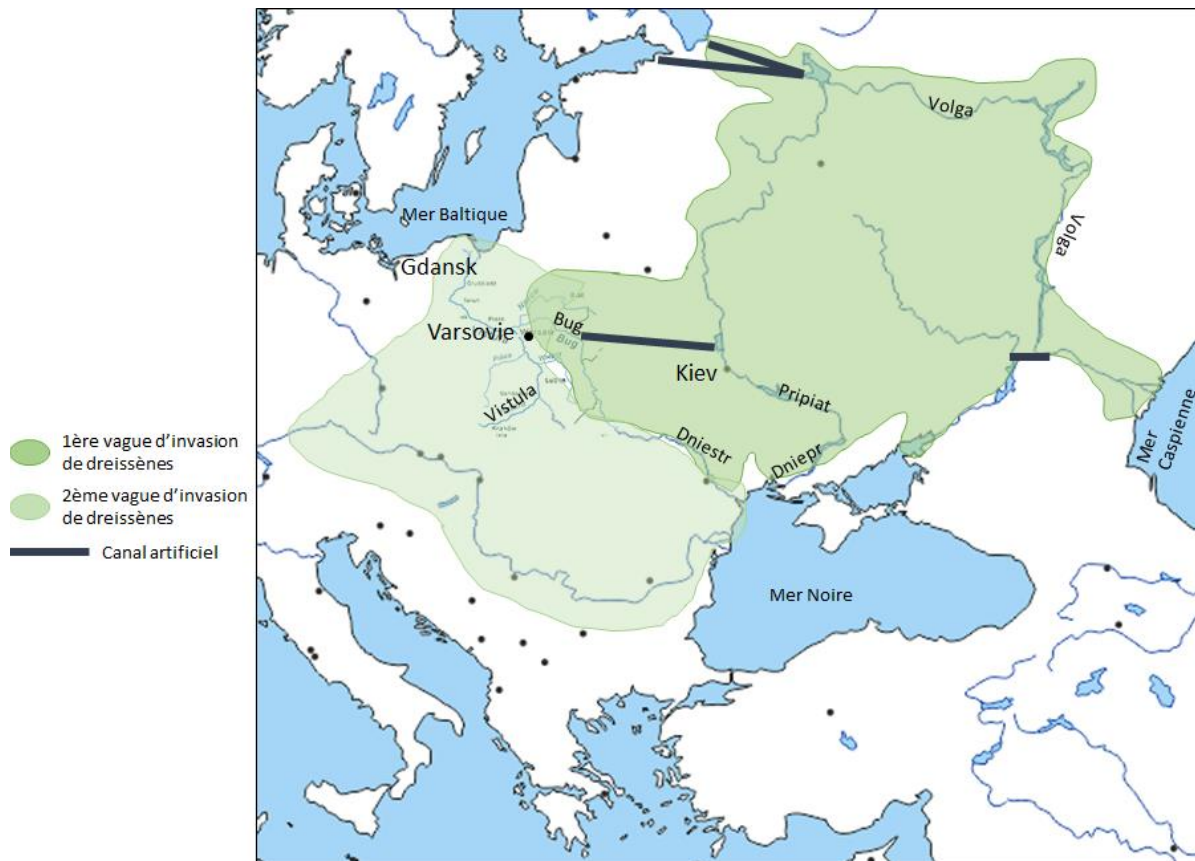 Volga
Volga
Mer Baltique
Gdansk
Varsovie
Bug
Bug
Kiev
Vistula
Pripiat
Dniestr
Dniepr
Mer
Caspienne
Mer Noire
1ère vague d'invasion
de dreissènes
2ème vague d'invasion
de dreissènes
Canal artificiel